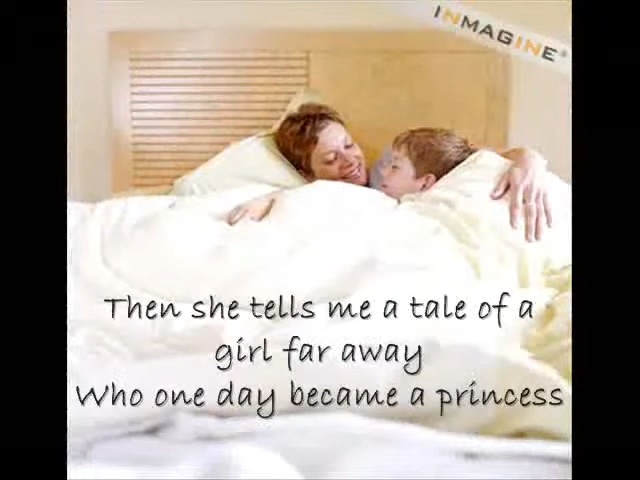 INMAGINE®
Then she tells me a tale of a
girl far away
Who one day became a princess